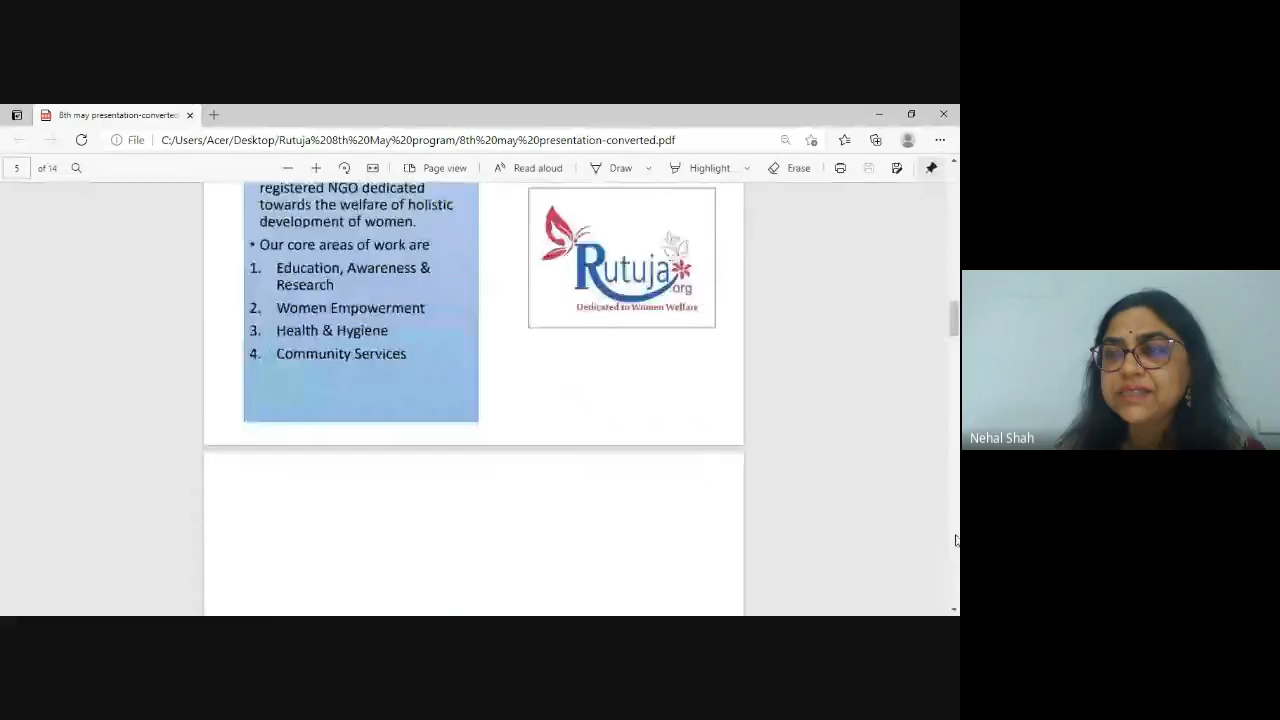 8th may presentation-converted
File C:/Users/Acer/Desktop/Rutuja%208th%20May%20program/8th%20may%20presentation-converted.pdf
5 of 14 Page view Read aloud Draw Highlight Erase
registered NGO dedicated
towards the welfare of holistic
development of women.
• Our core areas of work are
1. Education, Awareness &
Research
2. Women Empowerment
3. Health & Hygiene
4. Community Services
Rutuja
.org
Dedicated to Women Welfare
Nehal Shah